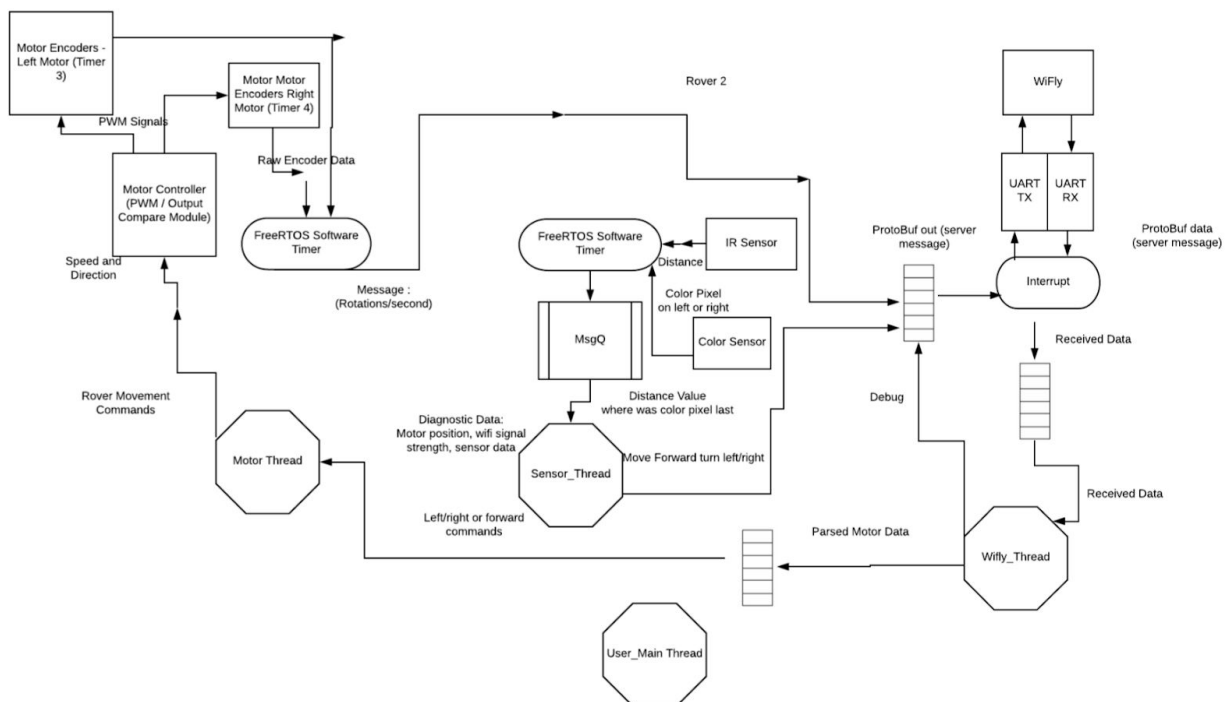 Motor Encoders -
Left Motor (Timer
3)
Motor Motor
Encoders Right
Motor (Timer 4)
Rover 2
WiFly
PWM Signals
Raw Encoder Data
Motor Controller
(PWM / Output
Compare Module)
UART
TX
UART
RX
FreeRTOS Software
Timer
FreeRTOS Software
Timer
IR Sensor
ProtoBuf out (server
message)
ProtoBuf data
(server message)
Speed and
Direction
Distance
Interrupt
Message :
(Rotations/second)
Color Pixel
on left or right
MsgQ
Color Sensor
Received Data
Rover Movement
Commands
Distance Value
where was color pixel last
Debug
Diagnostic Data:
Motor position, wifi signal
strength, sensor data
Motor Thread
Sensor_Thread
Move Forward turn left/right
Received Data
Left/right or forward
commands
Parsed Motor Data
Wifly_Thread
User_Main Thread